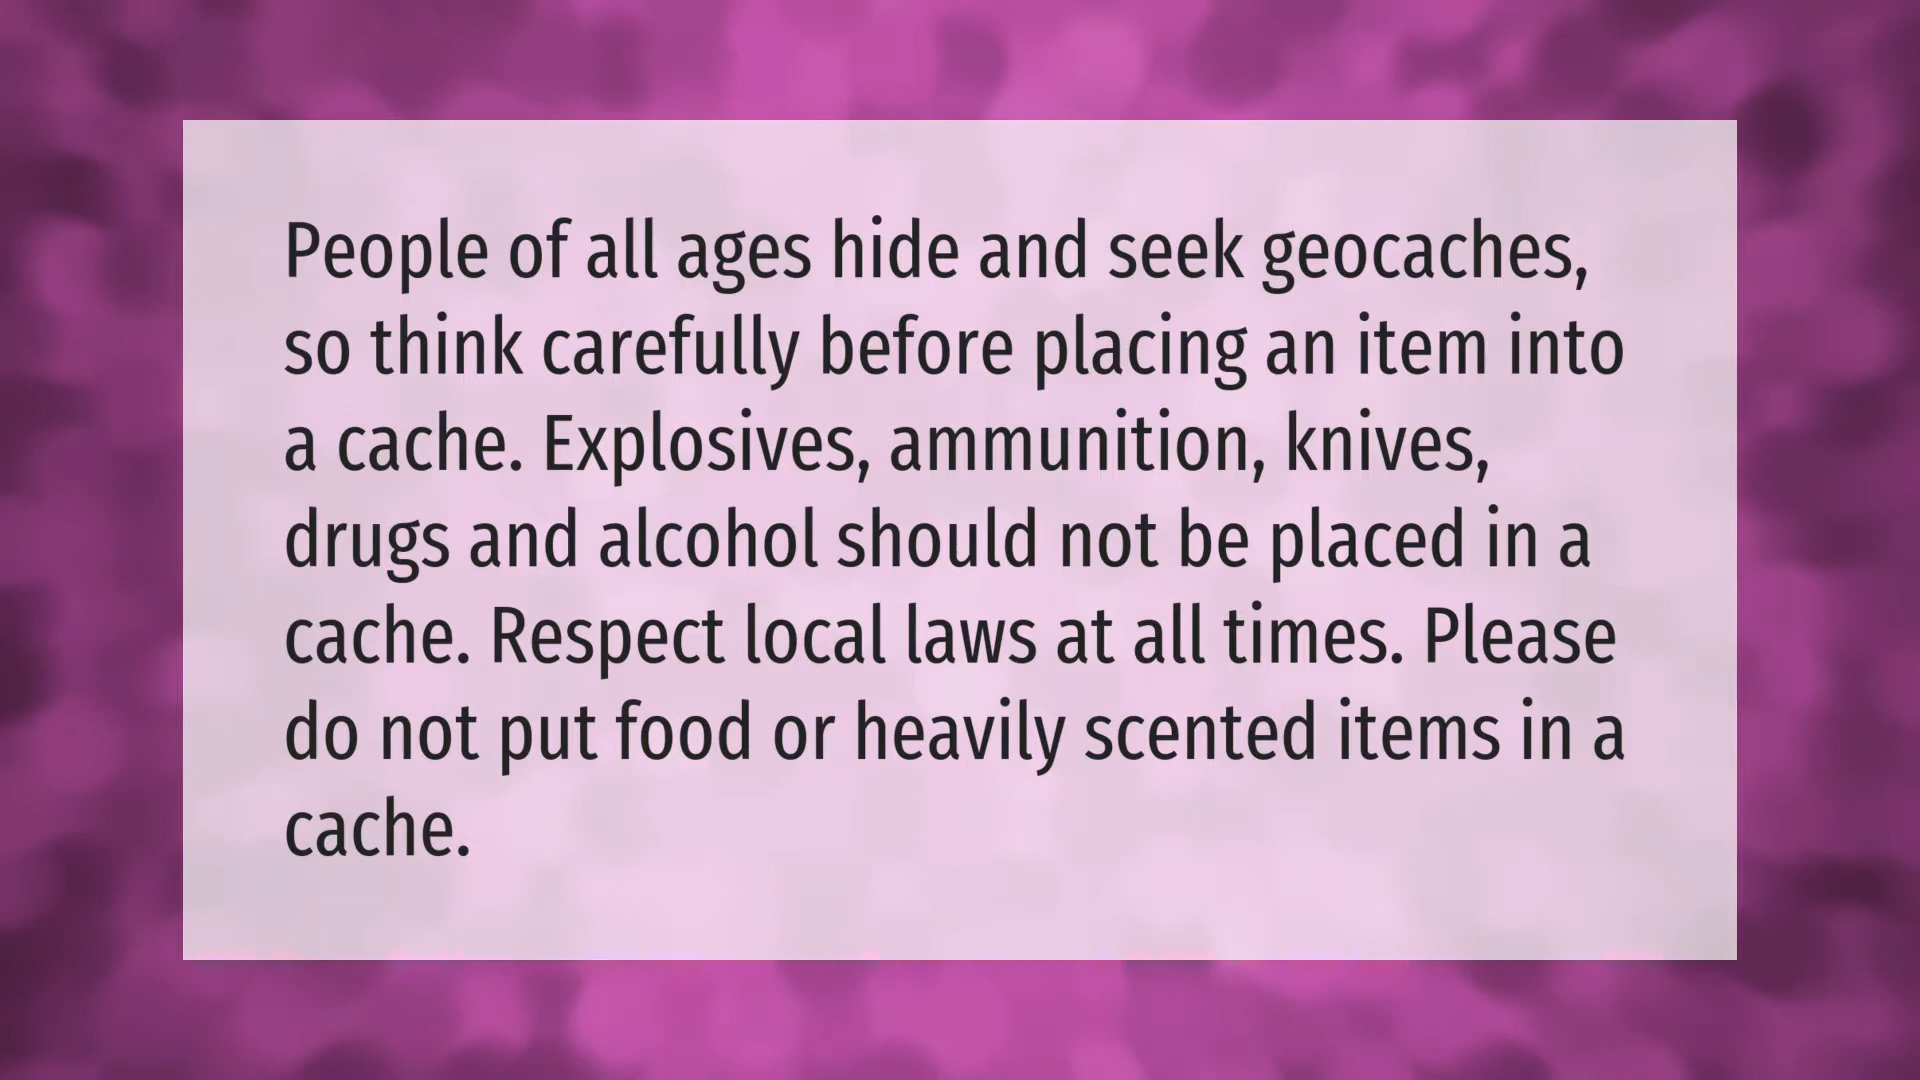 People of all ages hide and seek geocaches,
so think carefully before placing an item into
a cache. Explosives, ammunition, knives,
drugs and alcohol should not be placed in a
cache. Respect local laws at all times. Please
do not put food or heavily scented items in a
cache.